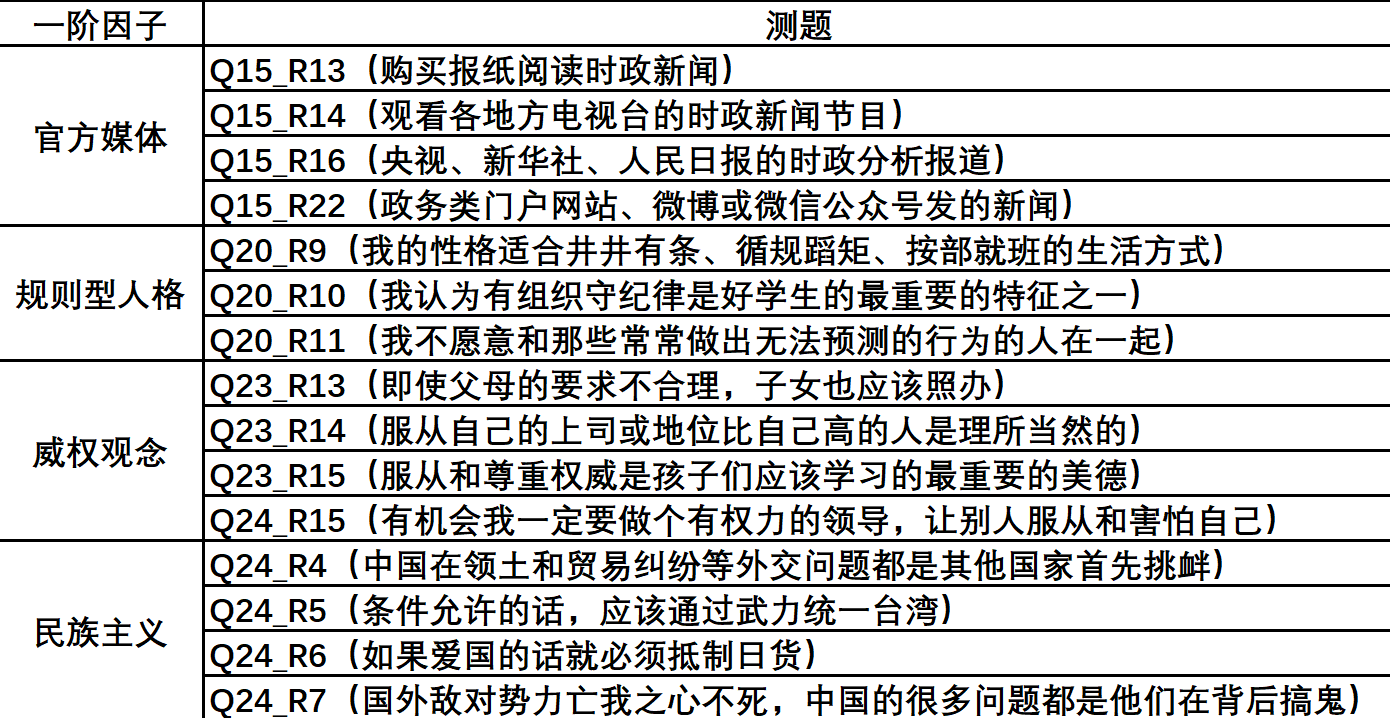 一阶因子 测题
官方媒体
Q15_R13（购买报纸阅读时政新闻）
Q15_R14（观看各地方电视台的时政新闻节目）
Q15_R16（央视、新华社、人民日报的时政分析报道）
Q15_R22（政务类门户网站、微博或微信公众号发的新闻）
规则型人格
Q20_R9（我的性格适合井井有条、循规蹈矩、按部就班的生活方式）
Q20_R10（我认为有组织守纪律是好学生的最重要的特征之一）
Q20_R11（我不愿意和那些常常做出无法预测的行为的人在一起）
威权观念
Q23_R13（即使父母的要求不合理，子女也应该照办）
Q23_R14（服从自己的上司或地位比自己高的人是理所当然的）
Q23_R15（服从和尊重权威是孩子们应该学习的最重要的美德）
Q24_R15（有机会我一定要做个有权力的领导，让别人服从和害怕自己）
民族主义
Q24_R4（中国在领土和贸易纠纷等外交问题都是其他国家首先挑衅）
Q24_R5（条件允许的话，应该通过武力统一台湾）
Q24_R6（如果爱国的话就必须抵制日货）
Q24_R7（国外敌对势力亡我之心不死，中国的很多问题都是他们在背后搞鬼）